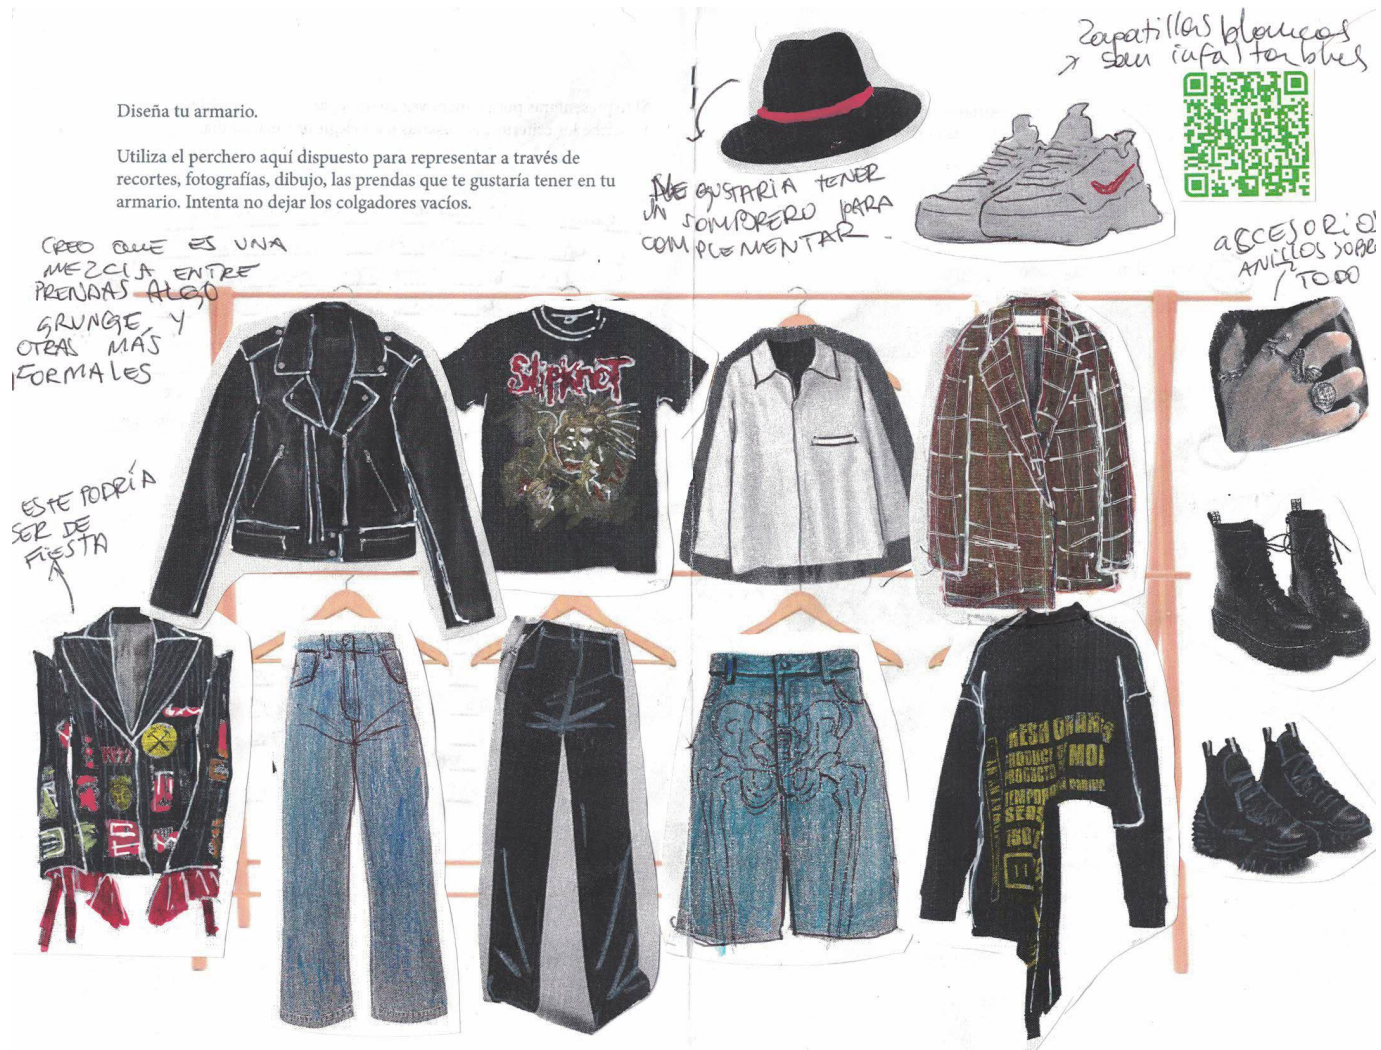 Diseña tu armario.
Utiliza el perchero aquí dispuesto para representar a través de
recortes, fotografías, dibujo, las prendas que te gustaría tener en tu
armario. Intenta no dejar los colgadores vacíos.
Zapatillas blancas
son infaltables
ME GUSTARIA TENER
UN SOMBRERO PARA
COMPLEMENTAR
ACCESORIOS
ANILLOS SOBRE
TODO
CREO QUE ES UNA
MEZCLA ENTRE
PRENDAS ALGO
GRUNGE Y
OTRAS MÁS
FORMALES
SlipKnoT
ESTE PODRÍA
SER DE
FIESTA
MOI